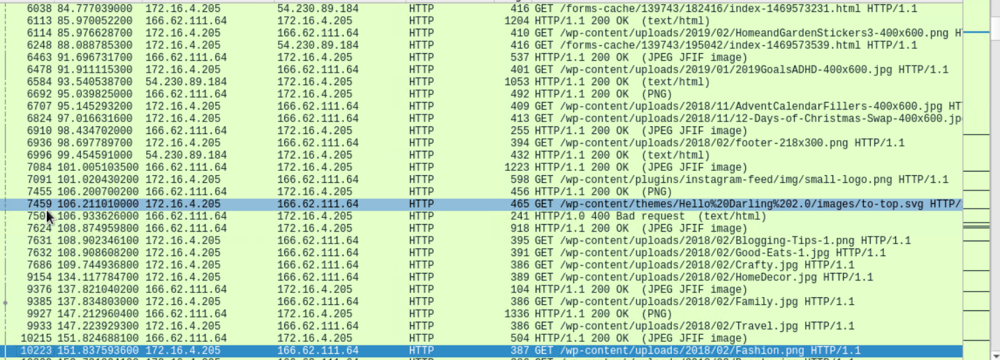 6038 84.777039000 172.16.4.205 54.230.89.184 HTTP 416 GET /forms-cache/139743/182416/index-1469573231.html HTTP/1.1
6113 85.970052200 166.62.111.64 172.16.4.205 HTTP 1204 HTTP/1.1 200 OK (text/html)
6114 85.976628700 172.16.4.205 166.62.111.64 HTTP 410 GET /wp-content/uploads/2019/02/HomeandGardenStickers3-400x600.png H
6248 88.088785300 172.16.4.205 54.230.89.184 HTTP 416 GET /forms-cache/139743/195042/index-1469573539.html HTTP/1.1
6463 91.696731700 166.62.111.64 172.16.4.205 HTTP 537 HTTP/1.1 200 OK (JPEG JFIF image)
6478 91.911115300 172.16.4.205 166.62.111.64 HTTP 401 GET /wp-content/uploads/2019/01/2019GoalsADHD-400x600.jpg HTTP/1.1
6584 93.540538700 54.230.89.184 172.16.4.205 HTTP 1053 HTTP/1.1 200 OK (text/html)
6692 95.039825000 166.62.111.64 172.16.4.205 HTTP 492 HTTP/1.1 200 OK (PNG)
6707 95.145293200 172.16.4.205 166.62.111.64 HTTP 409 GET /wp-content/uploads/2018/11/AdventCalendarFillers-400x600.jpg HT
6824 97.016631600 172.16.4.205 166.62.111.64 HTTP 413 GET /wp-content/uploads/2018/11/12-Days-of-Christmas-Swap-400x600.jp
6910 98.434702000 166.62.111.64 172.16.4.205 HTTP 255 HTTP/1.1 200 OK (JPEG JFIF image)
6936 98.697789700 172.16.4.205 166.62.111.64 HTTP 394 GET /wp-content/uploads/2018/02/footer-218x300.png HTTP/1.1
6996 99.454591000 54.230.89.184 172.16.4.205 HTTP 432 HTTP/1.1 200 OK (text/html)
7084 101.005103500 166.62.111.64 172.16.4.205 HTTP 1223 HTTP/1.1 200 OK (JPEG JFIF image)
7091 101.020430200 172.16.4.205 166.62.111.64 HTTP 598 GET /wp-content/plugins/instagram-feed/img/small-logo.png HTTP/1.1
7455 106.200700200 166.62.111.64 172.16.4.205 HTTP 456 HTTP/1.1 200 OK (PNG)
7459 106.211010000 172.16.4.205 166.62.111.64 HTTP 465 GET /wp-content/themes/Hello%20Darling%202.0/images/to-top.svg HTTP/
106.933626000 166.62.111.64 172.16.4.205 HTTP 241 HTTP/1.0 400 Bad request (text/html)
7624 108.874959800 166.62.111.64 172.16.4.205 HTTP 918 HTTP/1.1 200 OK (JPEG JFIF image)
7631 108.902346100 172.16.4.205 166.62.111.64 HTTP 395 GET /wp-content/uploads/2018/02/Blogging-Tips-1.png HTTP/1.1
7632 108.908608200 172.16.4.205 166.62.111.64 HTTP 391 GET /wp-content/uploads/2018/02/Good-Eats-1.jpg HTTP/1.1
7686 109.744936800 172.16.4.205 166.62.111.64 HTTP 386 GET /wp-content/uploads/2018/02/Crafty.jpg HTTP/1.1
9154 134.117784700 172.16.4.205 166.62.111.64 HTTP 389 GET /wp-content/uploads/2018/02/HomeDecor.jpg HTTP/1.1
9376 137.821040200 166.62.111.64 172.16.4.205 HTTP 104 HTTP/1.1 200 OK (JPEG JFIF image)
9385 137.834803000 172.16.4.205 166.62.111.64 HTTP 386 GET /wp-content/uploads/2018/02/Family.jpg HTTP/1.1
9927 147.212960400 166.62.111.64 172.16.4.205 HTTP 1336 HTTP/1.1 200 OK (PNG)
9933 147.223929300 172.16.4.205 166.62.111.64 HTTP 386 GET /wp-content/uploads/2018/02/Travel.jpg HTTP/1.1
10215 151.824688100 166.62.111.64 172.16.4.205 HTTP 504 HTTP/1.1 200 OK (JPEG JFIF image)
10223 151.837593600 172.16.4.205 166.62.111.64 HTTP 387 GET /wp-content/uploads/2018/02/Fashion.png HTTP/1.1